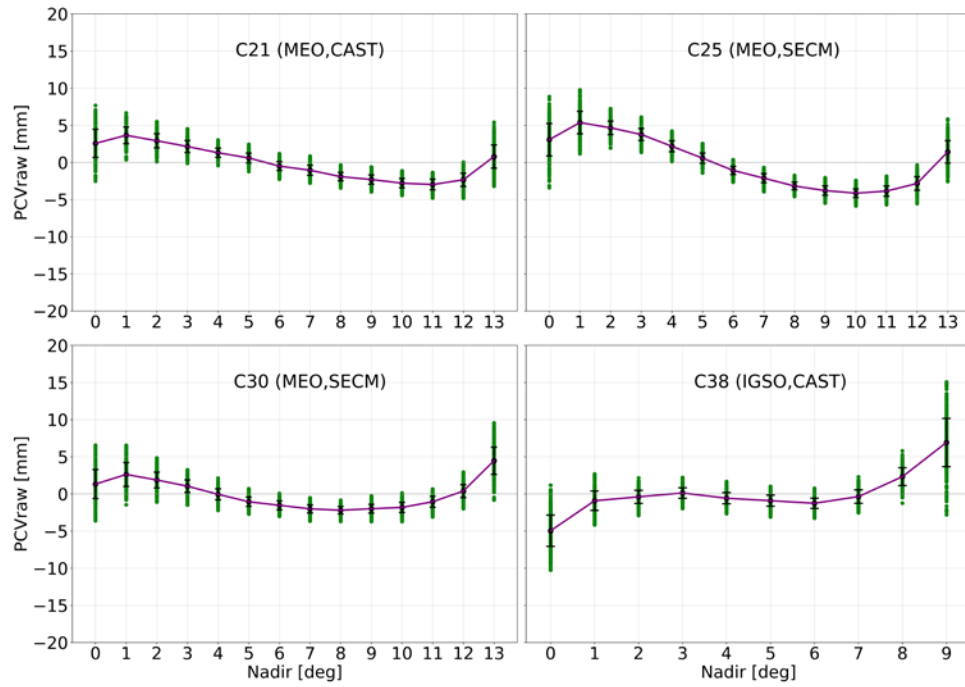 20
15
10
5
0
−5
−10
−15
−20
PCVraw [mm]
C21 (MEO,CAST)
0 1 2 3 4 5 6 7 8 9 10 11 12 13
C25 (MEO,SECM)
0 1 2 3 4 5 6 7 8 9 10 11 12 13
20
15
10
5
0
−5
−10
−15
−20
PCVraw [mm]
C30 (MEO,SECM)
0 1 2 3 4 5 6 7 8 9 10 11 12 13
Nadir [deg]
C38 (IGSO,CAST)
0 1 2 3 4 5 6 7 8 9
Nadir [deg]